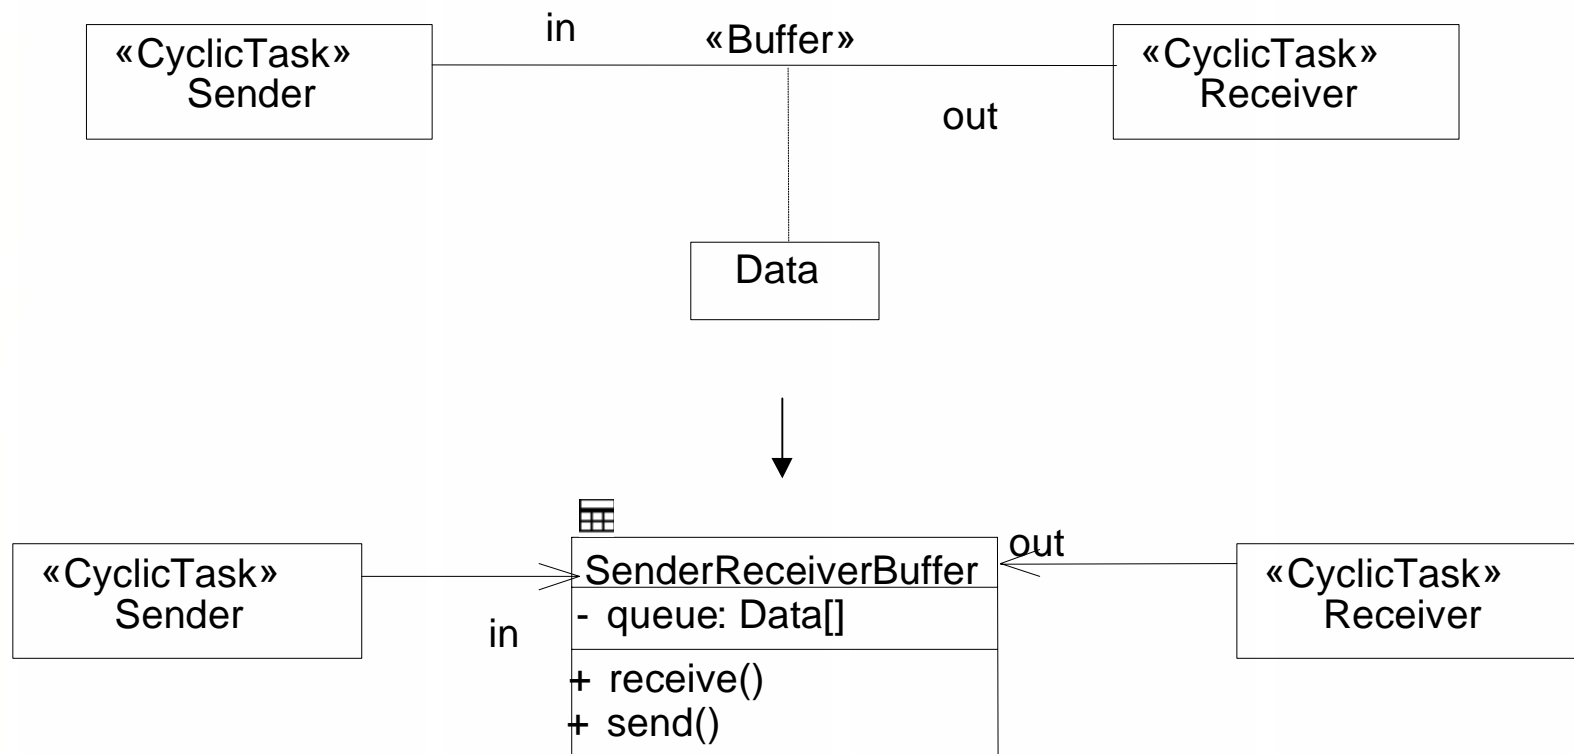 in
«Buffer»
«CyclicTask»
Sender
«CyclicTask»
Receiver
out
Data
out
«CyclicTask»
Sender
SenderReceiverBuffer
«CyclicTask»
Receiver
in
- queue: Data[]
+ receive()
+ send()